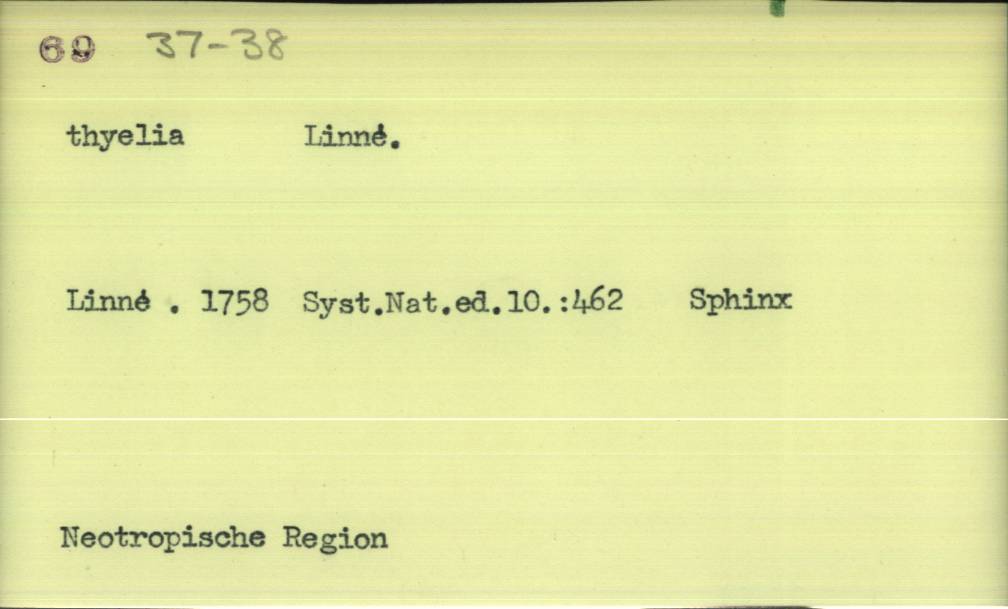 69 37-38
thyelia Linné.
Linné . 1758 Syst.Nat.ed.10.:462 Sphinx
Neotropische Region